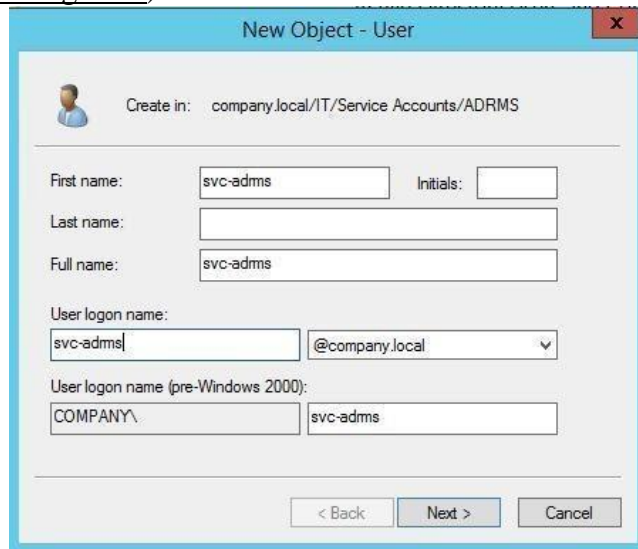 New Object - User
x
Create in: company.local/IT/Service Accounts/ADRMS
First name: svc-adrms Initials:
Last name:
Full name: svc-adrms
User logon name:
svc-adrms @company.local
User logon name (pre-Windows 2000):
COMPANY\ svc-adrms
< Back Next > Cancel